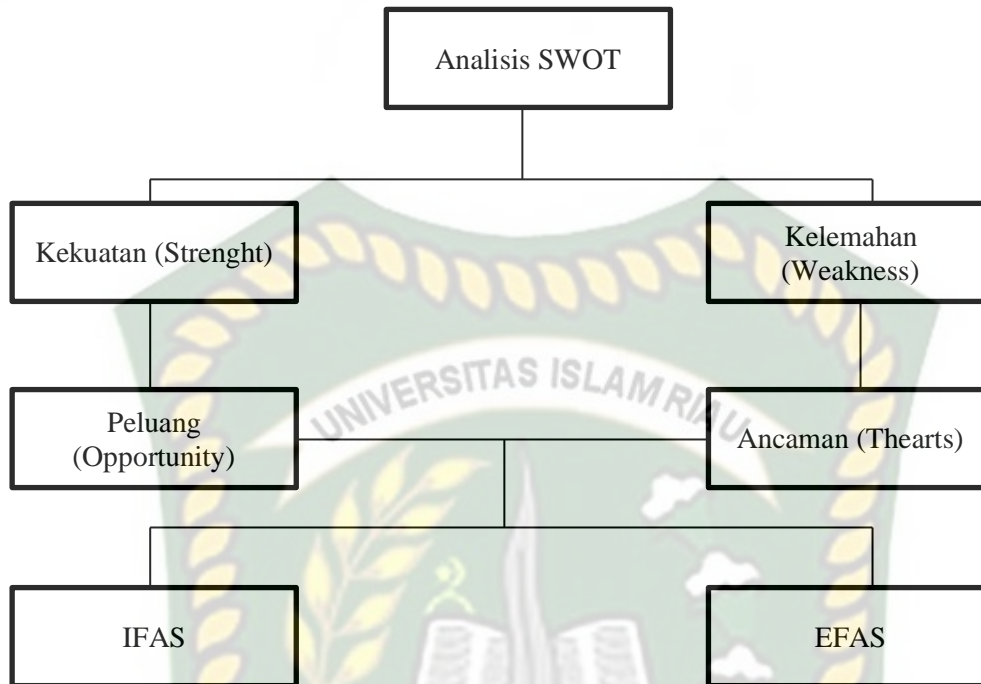 Analisis SWOT
Kekuatan (Strenght)
Kelemahan
(Weakness)
UNIVERSITAS ISLAM RIAU
Peluang
(Opportunity)
Ancaman (Thearts)
IFAS
EFAS